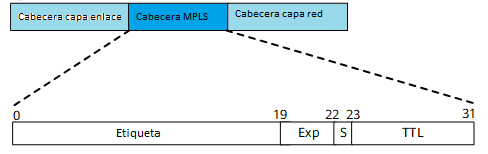 Cabecera capa enlace Cabecera MPLS Cabecera capa red
0 19 22 23 31
Etiqueta Exp S TTL